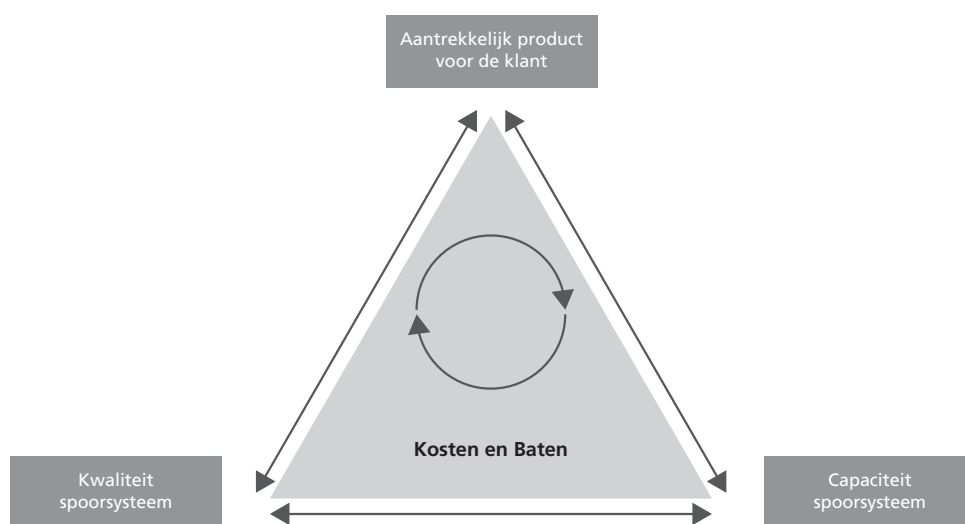 Aantrekkelijk product
voor de klant
Kosten en Baten
Kwaliteit
spoorsysteem
Capaciteit
spoorsysteem